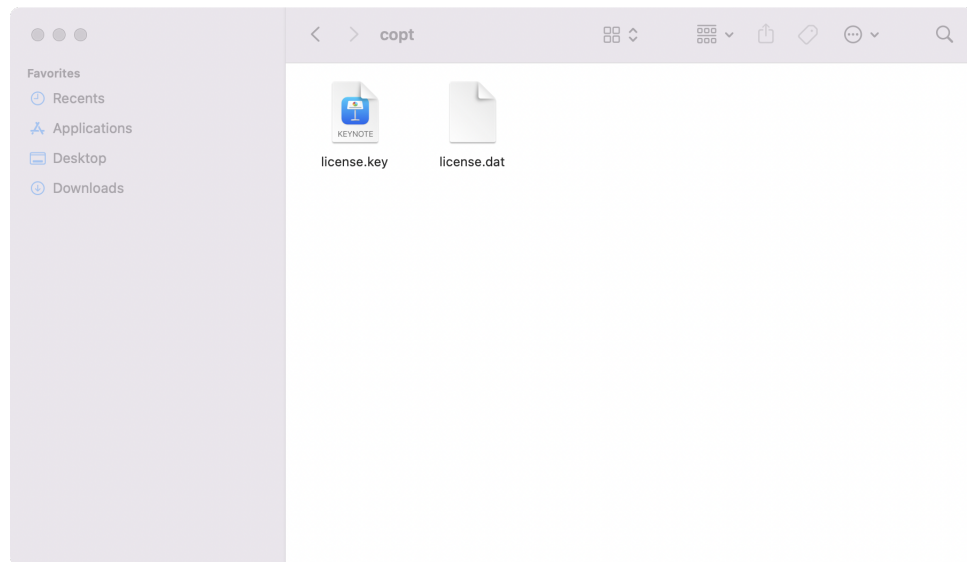 copt
Favorites
Recents
Applications
Desktop
Downloads
KEYNOTE
license.key
license.dat